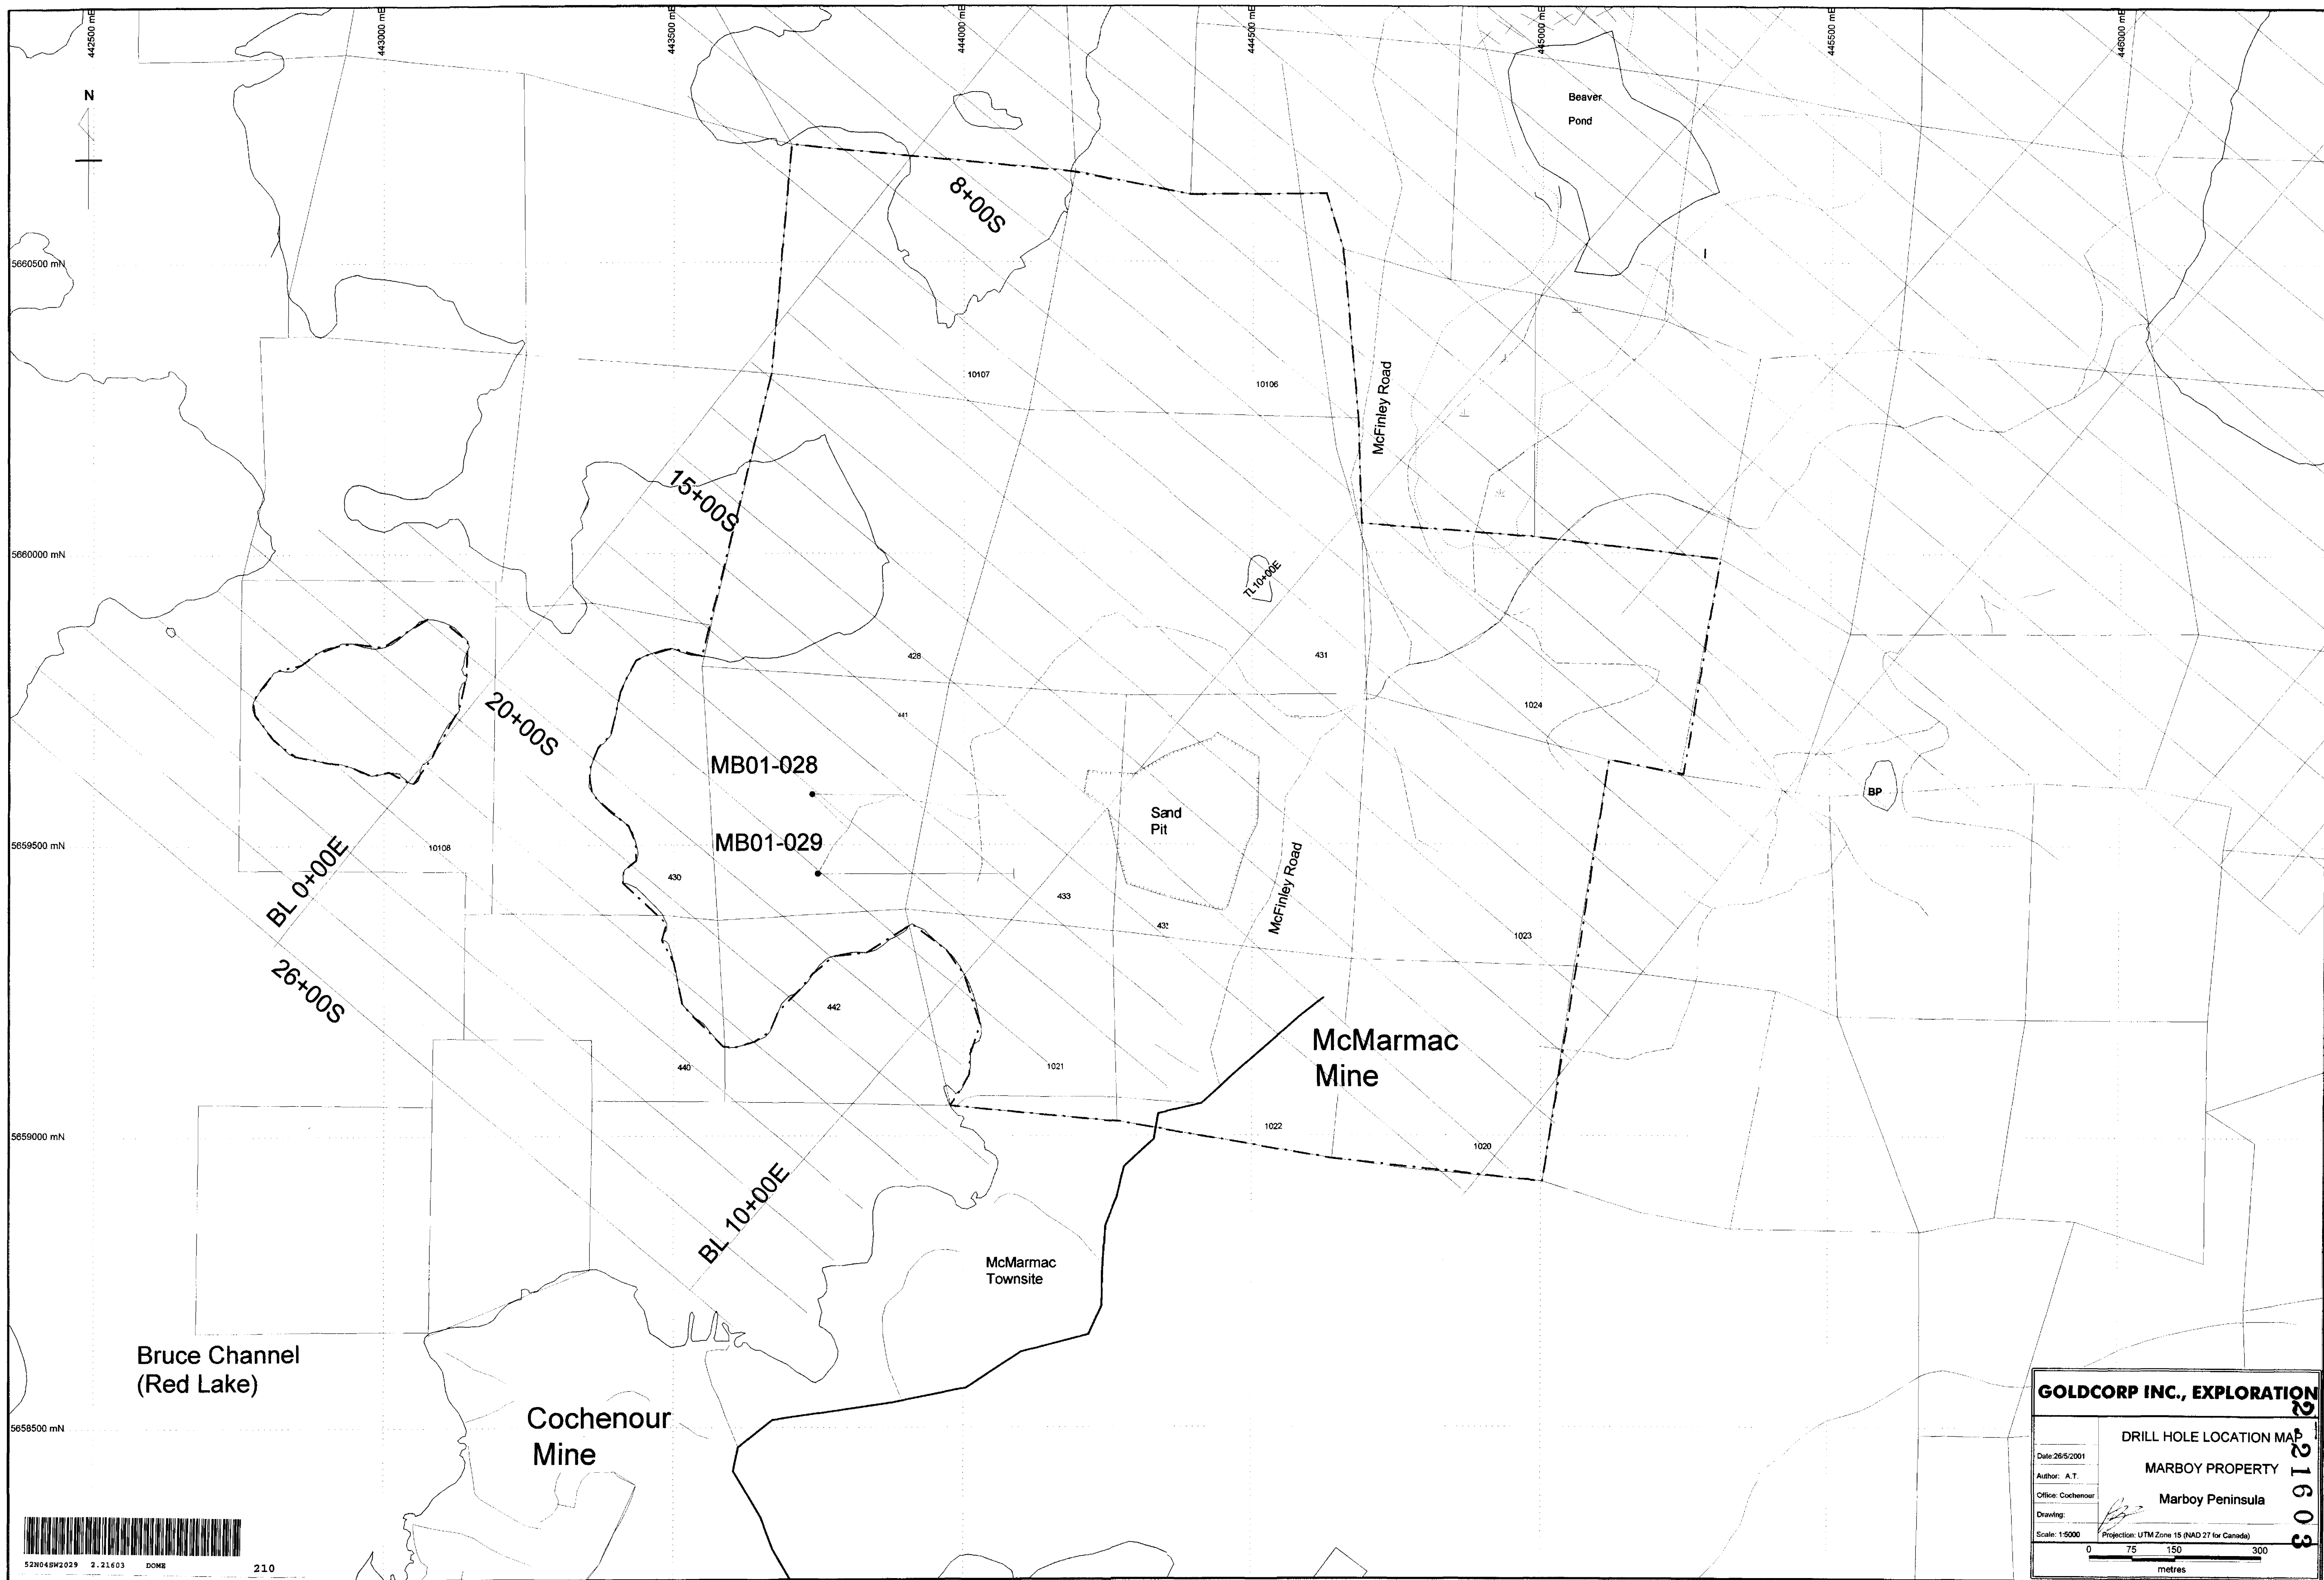 442500 mE
443000 mE
443500 mE
444000 mE
444500 mE
445000 mE
445500 mE
446000 mE
N
Beaver
Pond
8+00S
5660500 mN
10107
10106
McFinley Road
15+00S
5660000 mN
TL 10+00E
428
431
20+00S
441
1024
MB01-028
BP
Sand
Pit
MB01-029
5659500 mN
10108
BL 0+00E
430
433
McFinley Road
1023
26+00S
442
McMarmac
Mine
440
1021
5659000 mN
1022
1020
BL 10+00E
McMarmac
Townsite
Bruce Channel
(Red Lake)
Cochenour
Mine
5658500 mN
GOLDCORP INC., EXPLORATION
2.21603
DRILL HOLE LOCATION MAP
Date:26/5/2001
MARBOY PROPERTY
Author: A.T.
Office: Cochenour
Marboy Peninsula
Drawing:
Scale: 1:5000
Projection: UTM Zone 15 (NAD 27 for Canada)
0 75 150 300
metres
52N04SW2029 2.21603 DOME
210